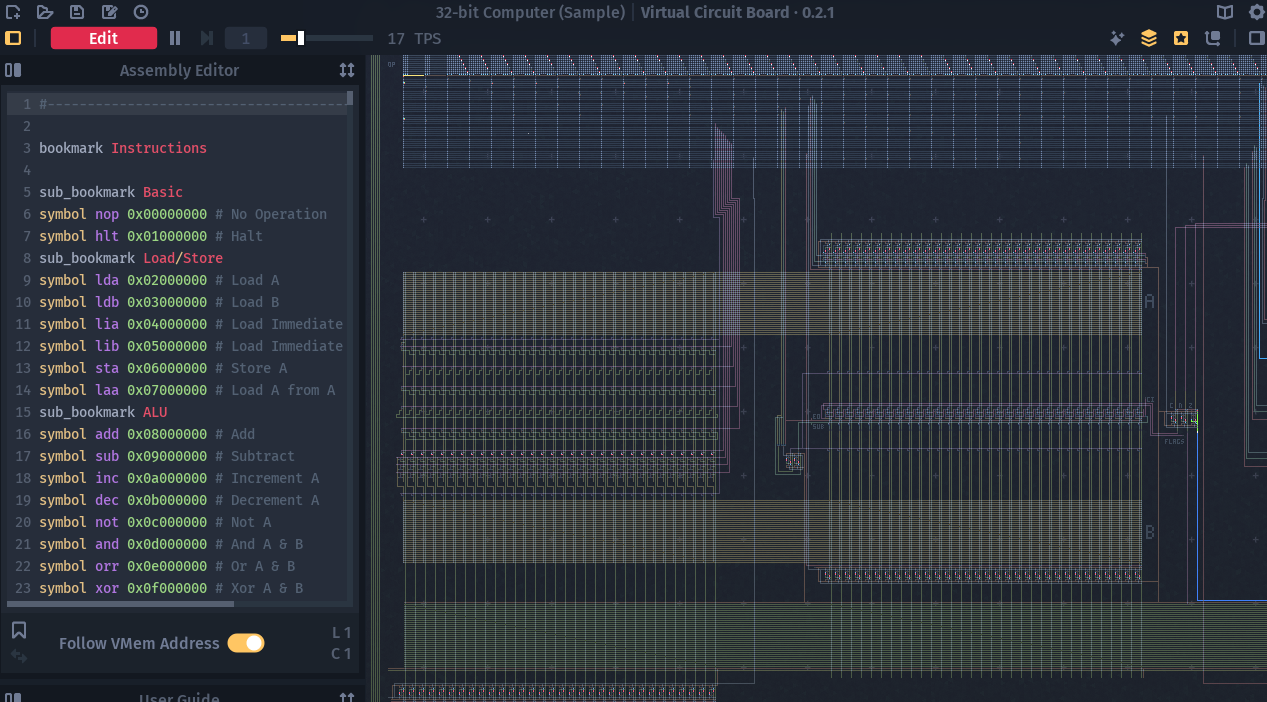 32-bit Computer (Sample) | Virtual Circuit Board · 0.2.1
Edit
1
17 TPS
Assembly Editor
1 #--------------------------------------
2
3 bookmark Instructions
4
5 sub_bookmark Basic
6 symbol nop 0x00000000 # No Operation
7 symbol hlt 0x01000000 # Halt
8 sub_bookmark Load/Store
9 symbol lda 0x02000000 # Load A
10 symbol ldb 0x03000000 # Load B
11 symbol lia 0x04000000 # Load Immediate
12 symbol lib 0x05000000 # Load Immediate
13 symbol sta 0x06000000 # Store A
14 symbol laa 0x07000000 # Load A from A
15 sub_bookmark ALU
16 symbol add 0x08000000 # Add
17 symbol sub 0x09000000 # Subtract
18 symbol inc 0x0a000000 # Increment A
19 symbol dec 0x0b000000 # Decrement A
20 symbol not 0x0c000000 # Not A
21 symbol and 0x0d000000 # And A & B
22 symbol orr 0x0e000000 # Or A & B
23 symbol xor 0x0f000000 # Xor A & B
Follow VMem Address
L 1
C 1
User Guide
OP
A
SUB
FLAGS
B